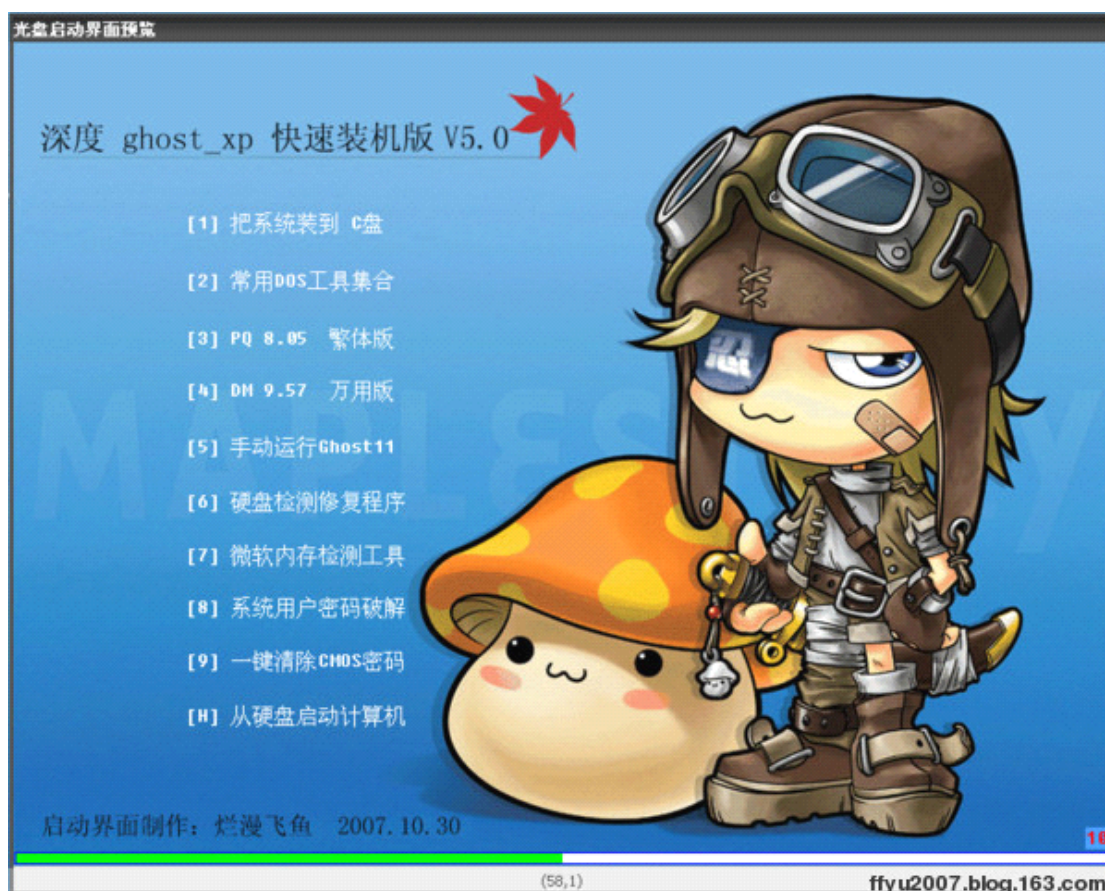 光盘启动界面预览
深度 ghost_xp 快速装机版 V5.0
[1] 把系统装到 C盘
[2] 常用DOS工具集合
[3] PQ 8.05 繁体版
[4] DM 9.57 万用版
[5] 手动运行Ghost11
[6] 硬盘检测修复程序
[7] 微软内存检测工具
[8] 系统用户密码破解
[9] 一键清除CMOS密码
[H] 从硬盘启动计算机
启动界面制作: 烂漫飞鱼 2007.10.30
10
(58,1)
ffyu2007.blog.163.com